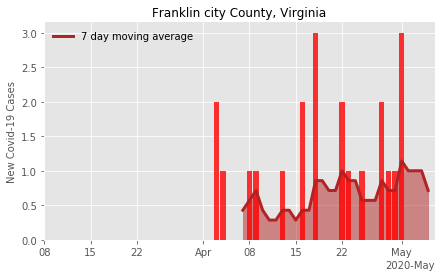 Franklin city County, Virginia
7 day moving average
New Covid-19 Cases
3.0
2.5
2.0
1.5
1.0
0.5
0.0
08 15 22 Apr 08 15 22 May
2020-May